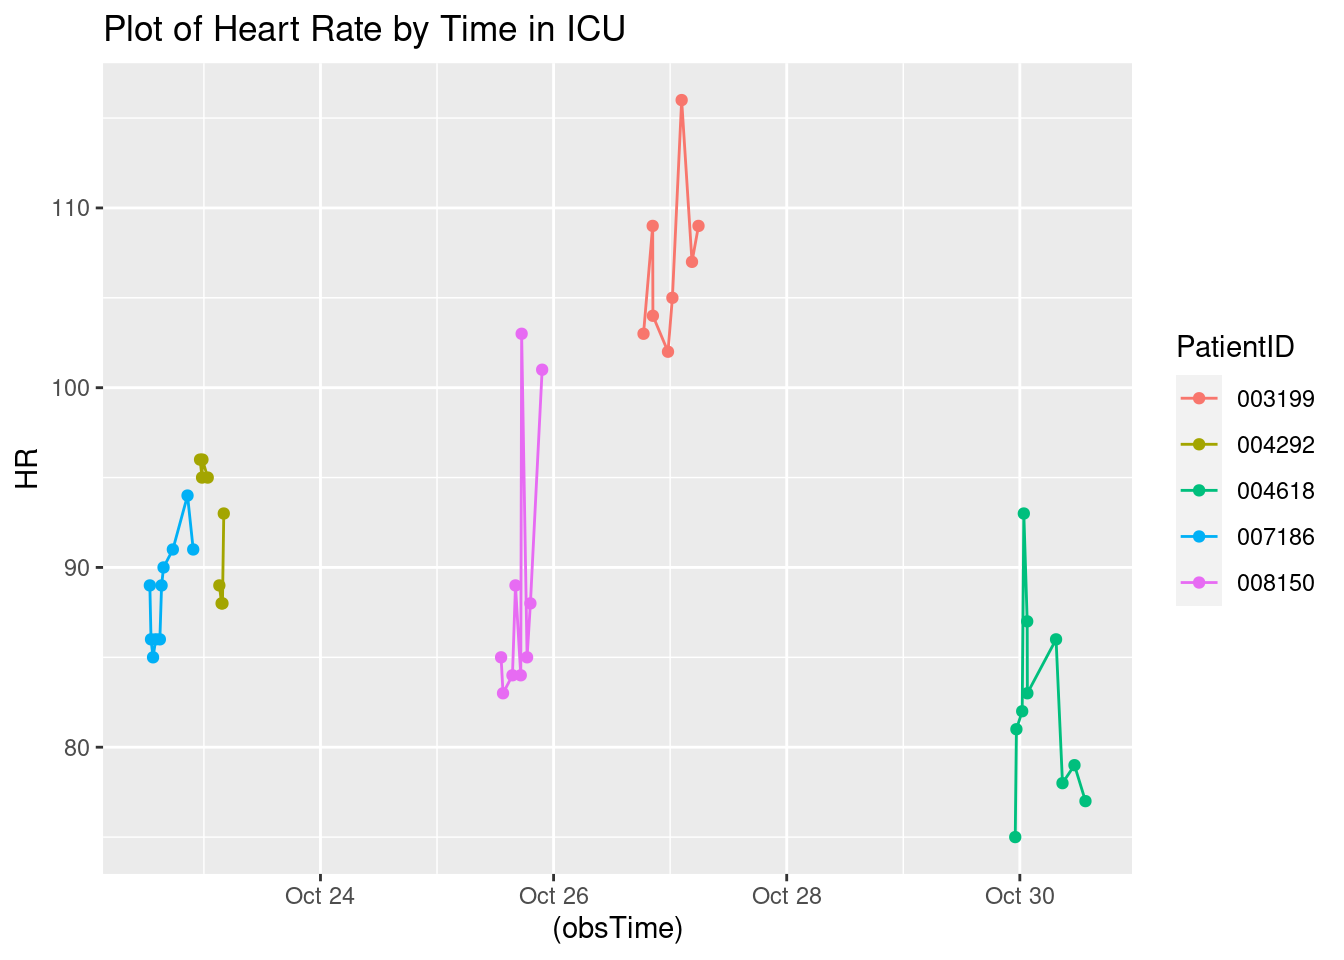 Plot of Heart Rate by Time in ICU
110
100
90
80
HR
Oct 24
Oct 26
Oct 28
Oct 30
(obsTime)
PatientID
003199
004292
004618
007186
008150